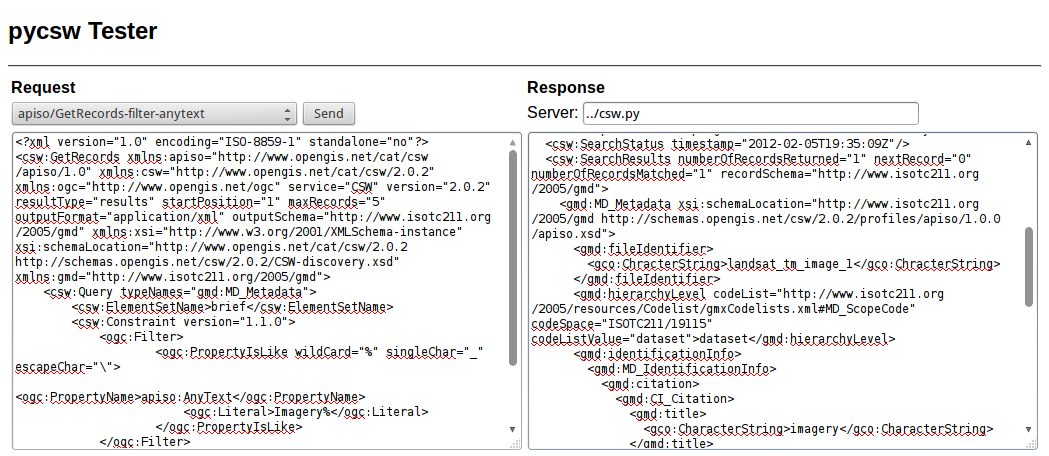 pycsw Tester
Request
apiso/GetRecords-filter-anytext
Send
<?xml version="1.0" encoding="ISO-8859-1" standalone="no"?>
<csw:GetRecords xmlns:apiso="http://www.opengis.net/cat/csw
/apiso/1.0" xmlns:csw="http://www.opengis.net/cat/csw/2.0.2"
xmlns:ogc="http://www.opengis.net/ogc" service="CSW" version="2.0.2"
resultType="results" startPosition="1" maxRecords="5"
outputFormat="application/xml" outputSchema="http://www.isotc211.org
/2005/gmd" xmlns:xsi="http://www.w3.org/2001/XMLSchema-instance"
xsi:schemaLocation="http://www.opengis.net/cat/csw/2.0.2
http://schemas.opengis.net/csw/2.0.2/CSW-discovery.xsd"
xmlns:gmd="http://www.isotc211.org/2005/gmd">
<csw:Query typeNames="gmd:MD_Metadata">
<csw:ElementSetName>brief</csw:ElementSetName>
<csw:Constraint version="1.1.0">
<ogc:Filter>
<ogc:PropertyIsLike wildCard="%" singleChar="_"
escapeChar="\">
<ogc:PropertyName>apiso:AnyText</ogc:PropertyName>
<ogc:Literal>Imagery%</ogc:Literal>
</ogc:PropertyIsLike>
</ogc:Filter>
Response
Server: ../csw.py
<csw:SearchStatus timestamp="2012-02-05T19:35:09Z"/>
<csw:SearchResults numberOfRecordsReturned="1" nextRecord="0"
numberOfRecordsMatched="1" recordSchema="http://www.isotc211.org
/2005/gmd">
<gmd:MD_Metadata xsi:schemaLocation="http://www.isotc211.org
/2005/gmd http://schemas.opengis.net/csw/2.0.2/profiles/apiso/1.0.0
/apiso.xsd">
<gmd:fileIdentifier>
<gco:ChracterString>landsat_tm_image_1</gco:ChracterString>
</gmd:fileIdentifier>
<gmd:hierarchyLevel codeList="http://www.isotc211.org
/2005/resources/Codelist/gmxCodelists.xml#MD_ScopeCode"
codeSpace="ISOTC211/19115"
codeListValue="dataset">dataset</gmd:hierarchyLevel>
<gmd:identificationInfo>
<gmd:MD_IdentificationInfo>
<gmd:citation>
<gmd:CI_Citation>
<gmd:title>
<gco:CharacterString>imagery</gco:CharacterString>
</gmd:title>